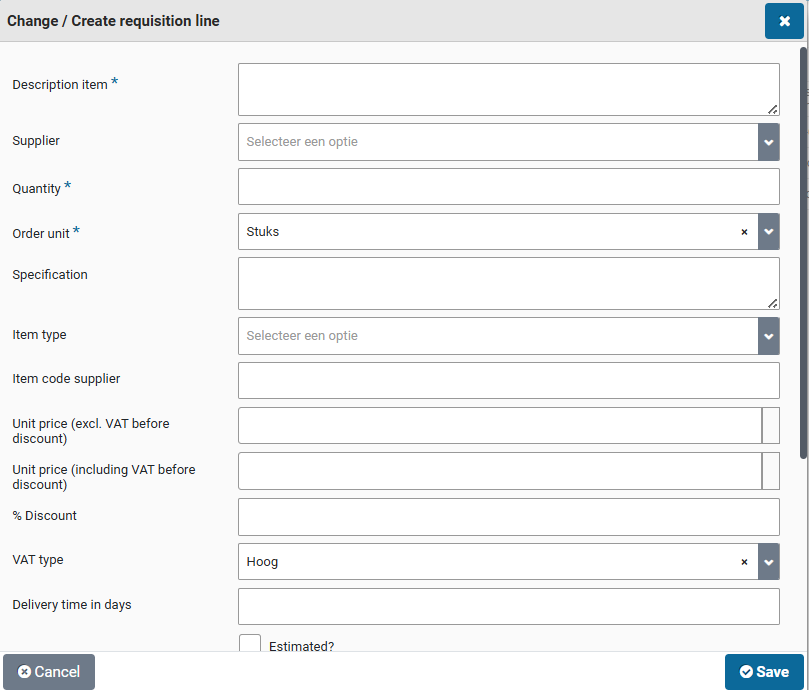 Change / Create requisition line
Description item *
Supplier
Selecteer een optie
Quantity *
Order unit *
Stuks
Specification
Item type
Selecteer een optie
Item code supplier
Unit price (excl. VAT before
discount)
Unit price (including VAT before
discount)
% Discount
VAT type
Hoog
Delivery time in days
Estimated?
Cancel
Save